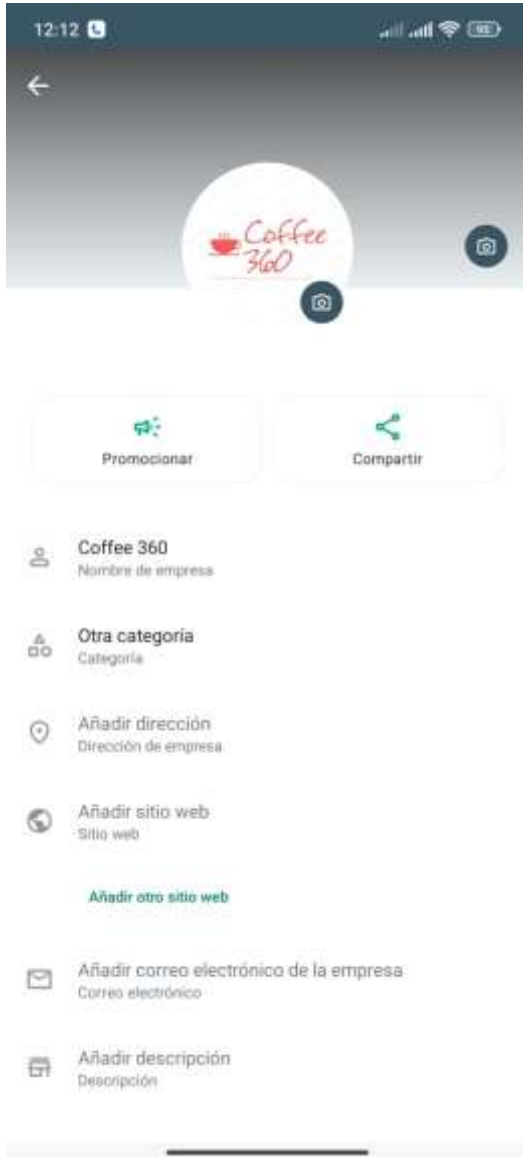 12:12
95
Coffee
360
Promocionar
Compartir
Coffee 360
Nombre de empresa
Otra categoría
Categoría
Añadir dirección
Dirección de empresa
Añadir sitio web
Sitio web
Añadir otro sitio web
Añadir correo electrónico de la empresa
Correo electrónico
Añadir descripción
Descripción